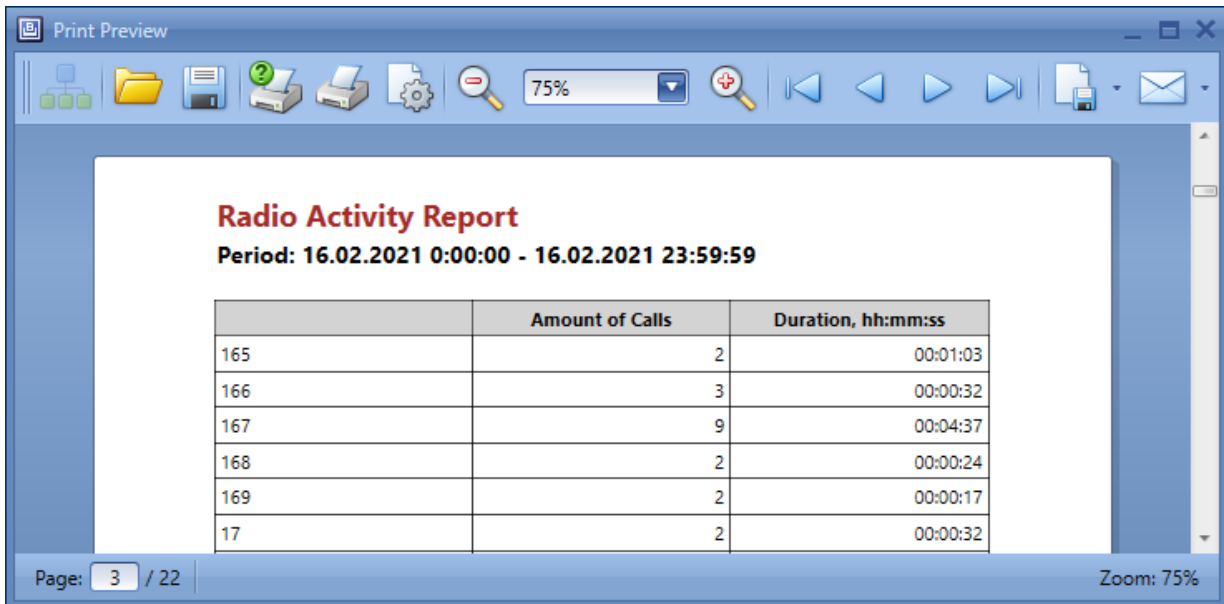 Print Preview
75%
Radio Activity Report
Period: 16.02.2021 0:00:00 - 16.02.2021 23:59:59
Amount of Calls Duration, hh:mm:ss
165 2 00:01:03
166 3 00:00:32
167 9 00:04:37
168 2 00:00:24
169 2 00:00:17
17 2 00:00:32
Page: 3 / 22 Zoom: 75%